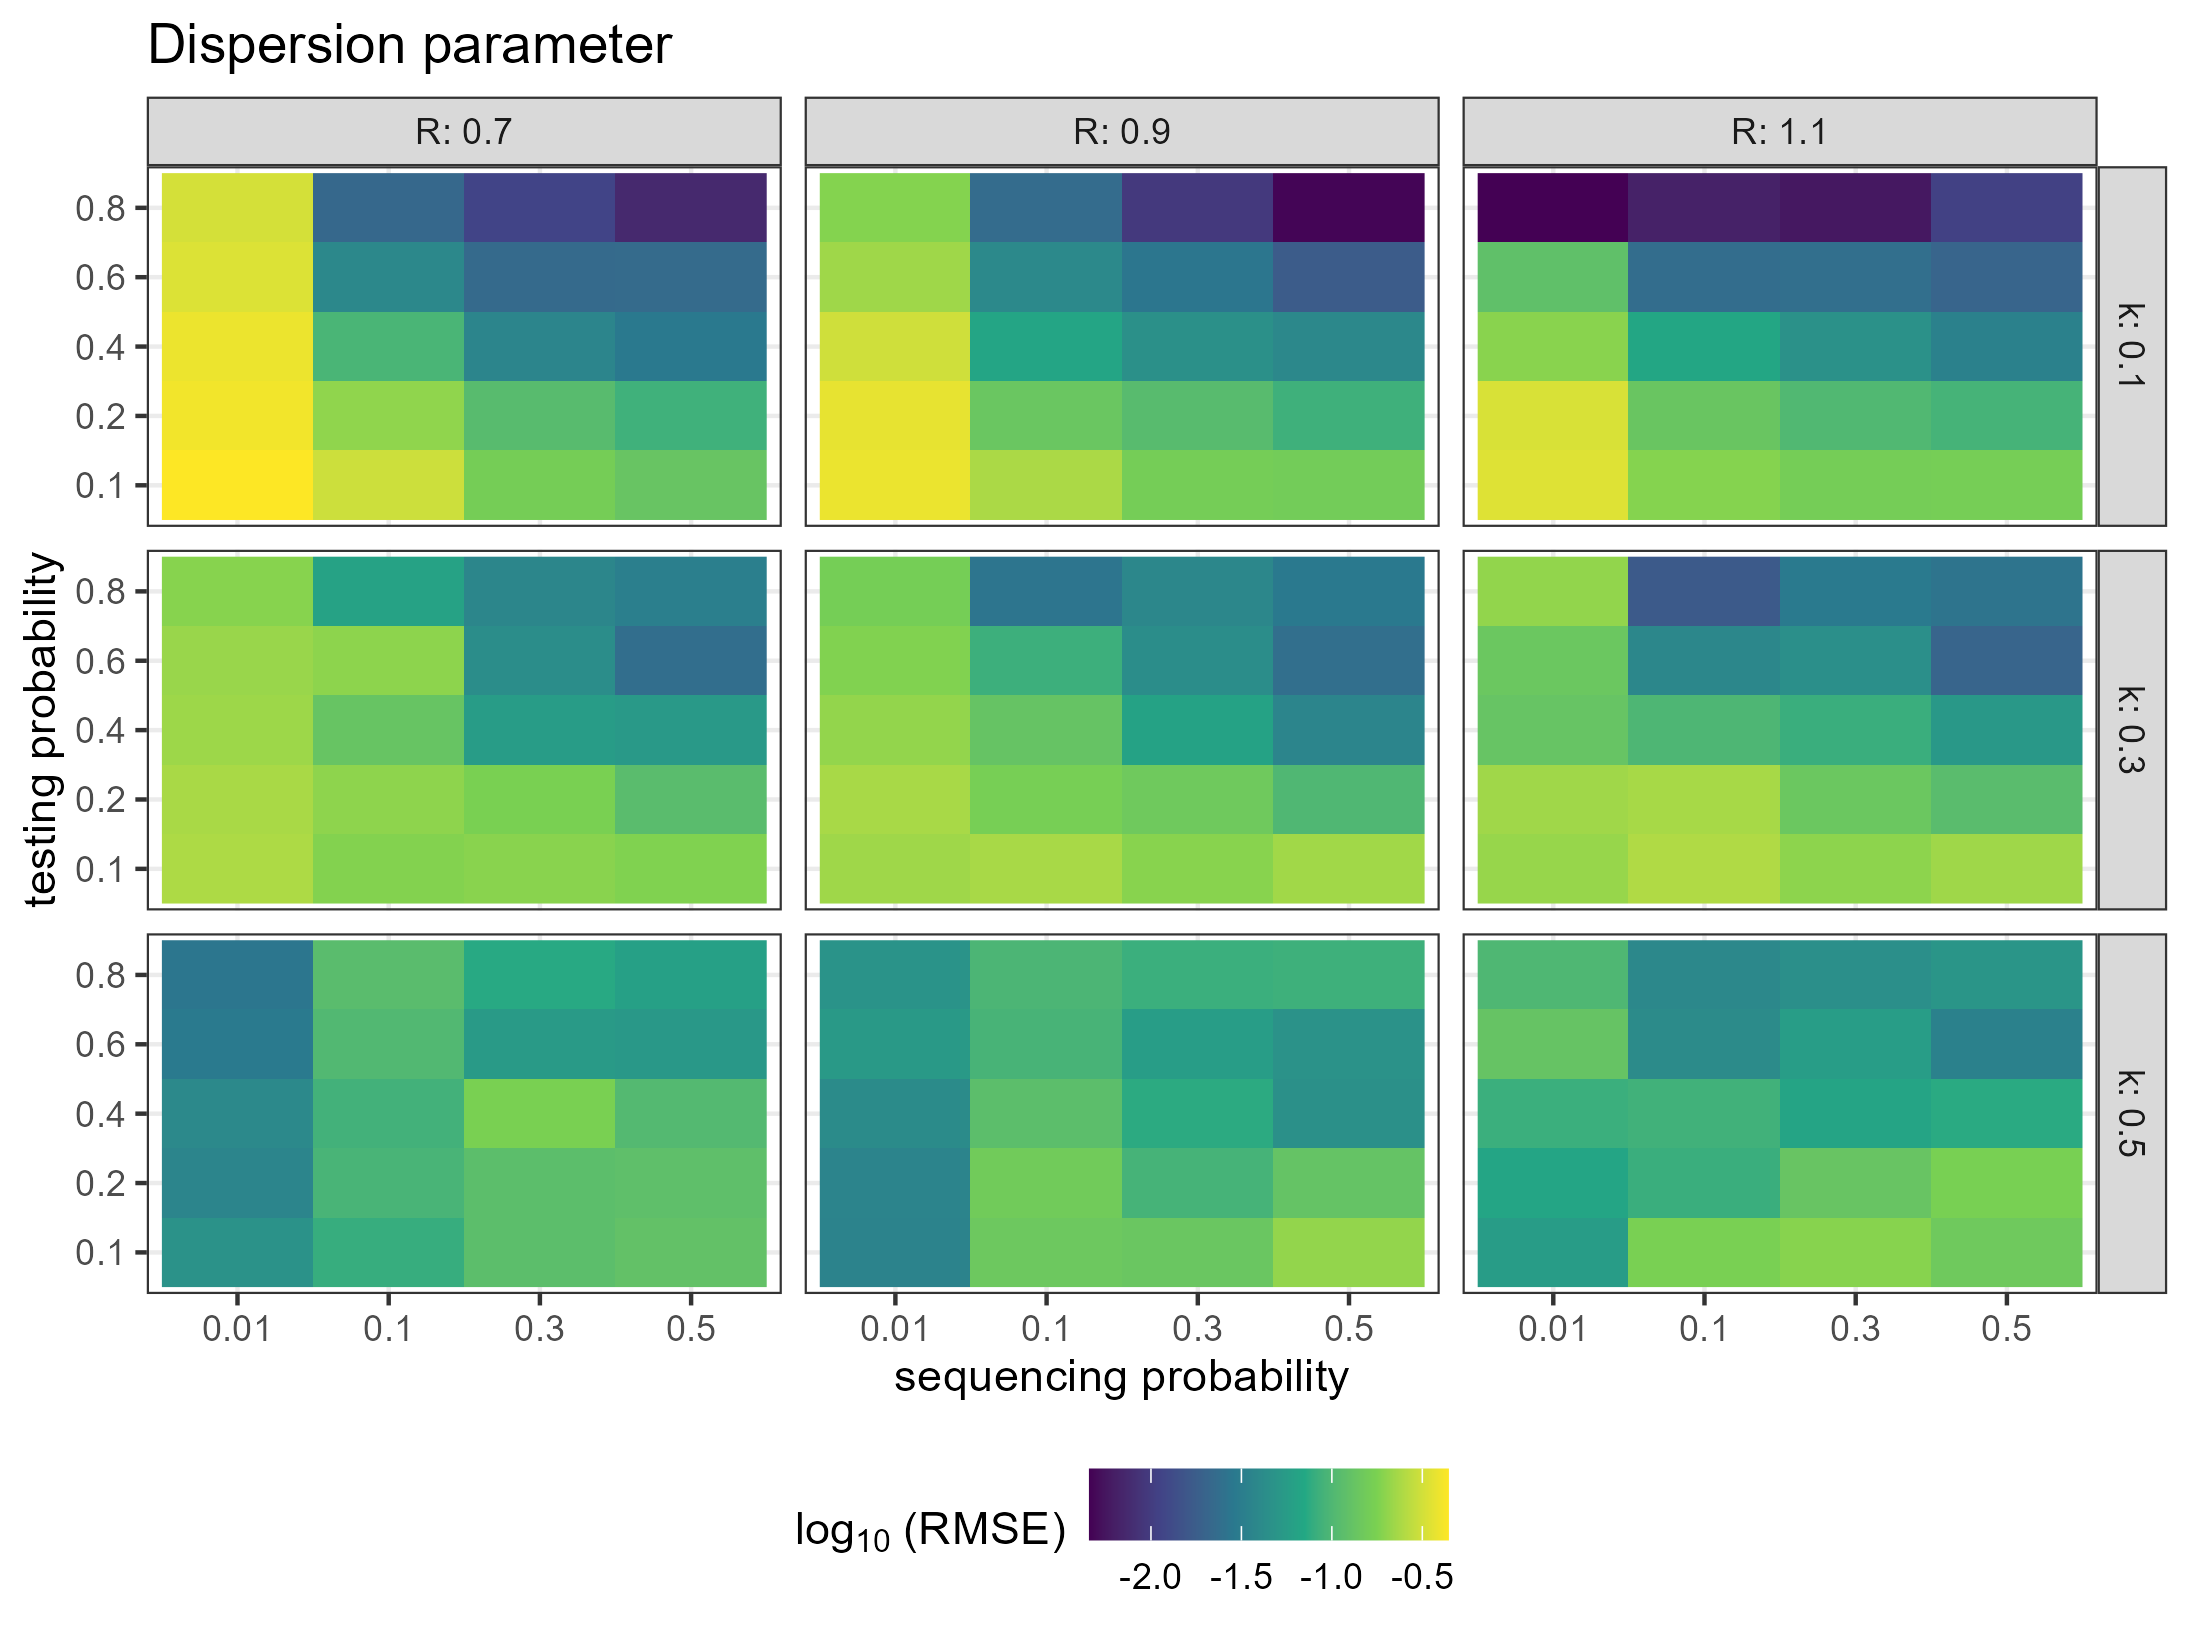 Dispersion parameter
R: 0.7
R: 0.9
R: 1.1
0.8
0.6
0.4
0.2
0.1
k: 0.1
testing probability
0.8
0.6
0.4
0.2
0.1
k: 0.3
0.8
0.6
0.4
0.2
0.1
k: 0.5
0.01 0.1 0.3 0.5
0.01 0.1 0.3 0.5
0.01 0.1 0.3 0.5
sequencing probability
log10 (RMSE)
-2.0 -1.5 -1.0 -0.5